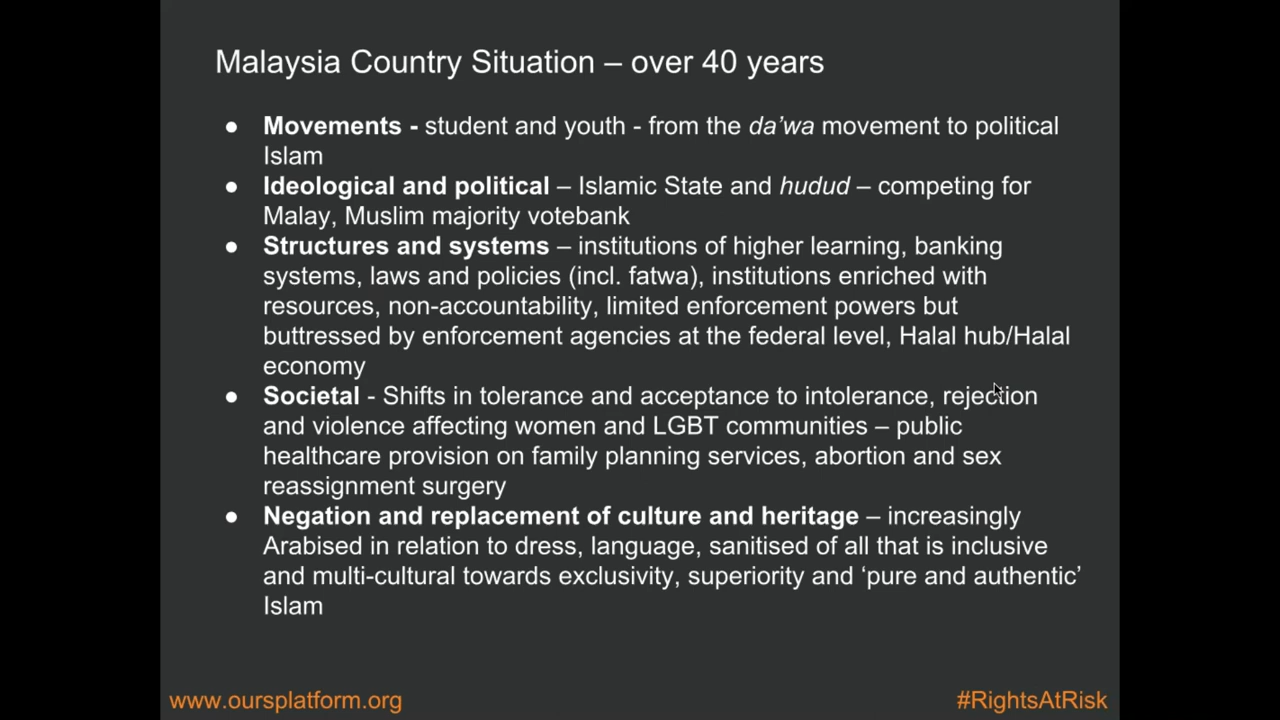 Malaysia Country Situation – over 40 years
● Movements - student and youth - from the da’wa movement to political
Islam
● Ideological and political – Islamic State and hudud – competing for
Malay, Muslim majority votebank
● Structures and systems – institutions of higher learning, banking
systems, laws and policies (incl. fatwa), institutions enriched with
resources, non-accountability, limited enforcement powers but
buttressed by enforcement agencies at the federal level, Halal hub/Halal
economy
● Societal - Shifts in tolerance and acceptance to intolerance, rejection
and violence affecting women and LGBT communities – public
healthcare provision on family planning services, abortion and sex
reassignment surgery
● Negation and replacement of culture and heritage – increasingly
Arabised in relation to dress, language, sanitised of all that is inclusive
and multi-cultural towards exclusivity, superiority and ‘pure and authentic’
Islam
www.oursplatform.org
#RightsAtRisk